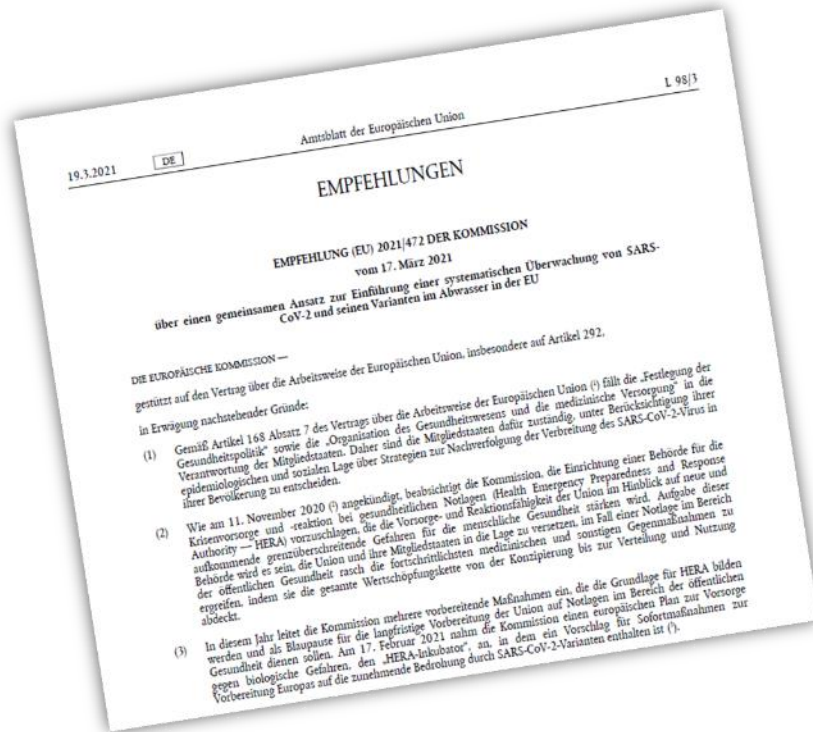 19.3.2021 DE Amtsblatt der Europäischen Union L 98/3
EMPFEHLUNGEN
EMPFEHLUNG (EU) 2021/472 DER KOMMISSION
vom 17. März 2021
über einen gemeinsamen Ansatz zur Einführung einer systematischen Überwachung von SARS-
CoV-2 und seinen Varianten im Abwasser in der EU
DIE EUROPÄISCHE KOMMISSION —
gestützt auf den Vertrag über die Arbeitsweise der Europäischen Union, insbesondere auf Artikel 292,
in Erwägung nachstehender Gründe:
(1) Gemäß Artikel 168 Absatz 7 des Vertrags über die Arbeitsweise der Europäischen Union (¹) fällt die „Festlegung der
Gesundheitspolitik“ sowie die „Organisation des Gesundheitswesens und die medizinische Versorgung“ in die
Verantwortung der Mitgliedstaaten. Daher sind die Mitgliedstaaten dafür zuständig, unter Berücksichtigung ihrer
epidemiologischen und sozialen Lage über Strategien zur Nachverfolgung der Verbreitung des SARS-CoV-2-Virus in
ihrer Bevölkerung zu entscheiden.
(2) Wie am 11. November 2020 (²) angekündigt, beabsichtigt die Kommission, die Einrichtung einer Behörde für die
Krisenvorsorge und -reaktion bei gesundheitlichen Notlagen (Health Emergency Preparedness and Response
Authority — HERA) vorzuschlagen, die die Vorsorge- und Reaktionsfähigkeit der Union im Hinblick auf neue und
aufkommende grenzüberschreitende Gefahren für die menschliche Gesundheit stärken wird. Aufgabe dieser
Behörde wird es sein, die Union und ihre Mitgliedstaaten in die Lage zu versetzen, im Fall einer Notlage im Bereich
der öffentlichen Gesundheit rasch die fortschrittlichsten medizinischen und sonstigen Gegenmaßnahmen zu
ergreifen, indem sie die gesamte Wertschöpfungskette von der Konzipierung bis zur Verteilung und Nutzung
abdeckt.
(3) In diesem Jahr leitet die Kommission mehrere vorbereitende Maßnahmen ein, die die Grundlage für HERA bilden
werden und als Blaupause für die langfristige Vorbereitung der Union auf Notlagen im Bereich der öffentlichen
Gesundheit dienen sollen. Am 17. Februar 2021 nahm die Kommission einen europäischen Plan zur Vorsorge
gegen biologische Gefahren, den „HERA-Inkubator“, an, in dem ein Vorschlag für Sofortmaßnahmen zur
Vorbereitung Europas auf die zunehmende Bedrohung durch SARS-CoV-2-Varianten enthalten ist (³).